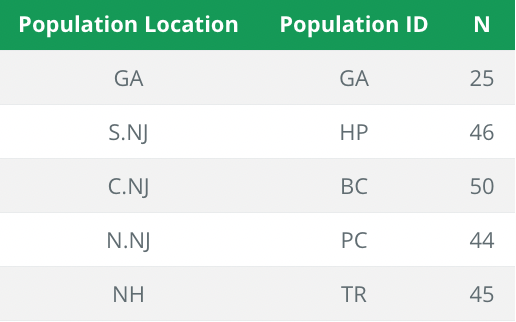 Population Location Population ID N
GA GA 25
S.NJ HP 46
C.NJ BC 50
N.NJ PC 44
NH TR 45